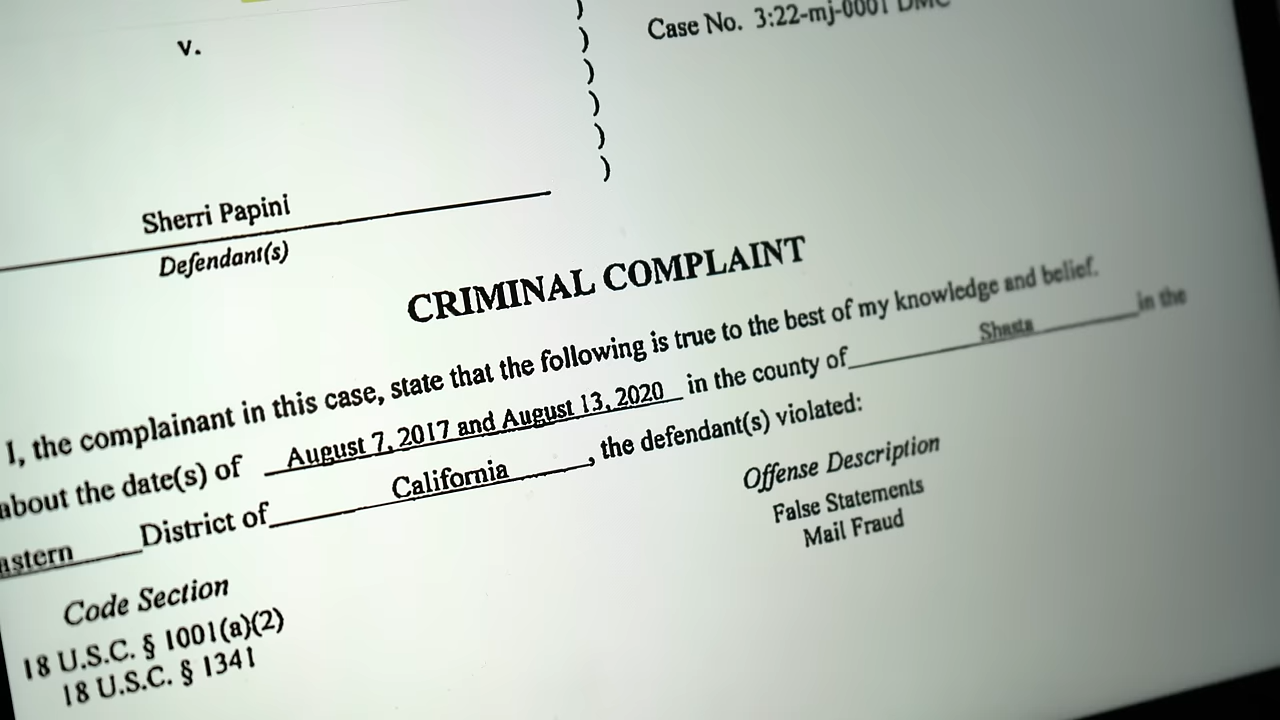 v.
)
)
)
)
)
)
Case No. 3:22-mj-0001 DMC
Sherri Papini
Defendant(s)
CRIMINAL COMPLAINT
I, the complainant in this case, state that the following is true to the best of my knowledge and belief.
about the date(s) of August 7, 2017 and August 13, 2020 in the county of Shasta in the
astern District of California , the defendant(s) violated:
Code Section Offense Description
18 U.S.C. § 1001(a)(2) False Statements
18 U.S.C. § 1341 Mail Fraud